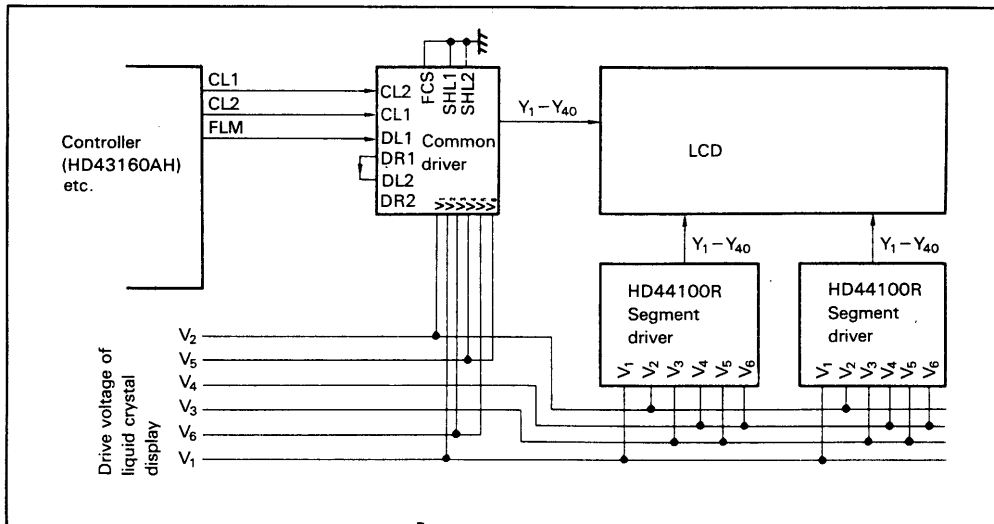 CL1
CL2
FLM
Controller
(HD43160AH)
etc.
FCS
SHL1
SHL2
CL2
CL1
DL1
DR1
DL2
DR2
Common
driver
Y1−Y40
LCD
Y1−Y40
Y1−Y40
HD44100R
Segment
driver
V1 V2 V3 V4 V5 V6
HD44100R
Segment
driver
V1 V2 V3 V4 V5 V6
Drive voltage of
liquid crystal
display
V2
V5
V4
V3
V6
V1